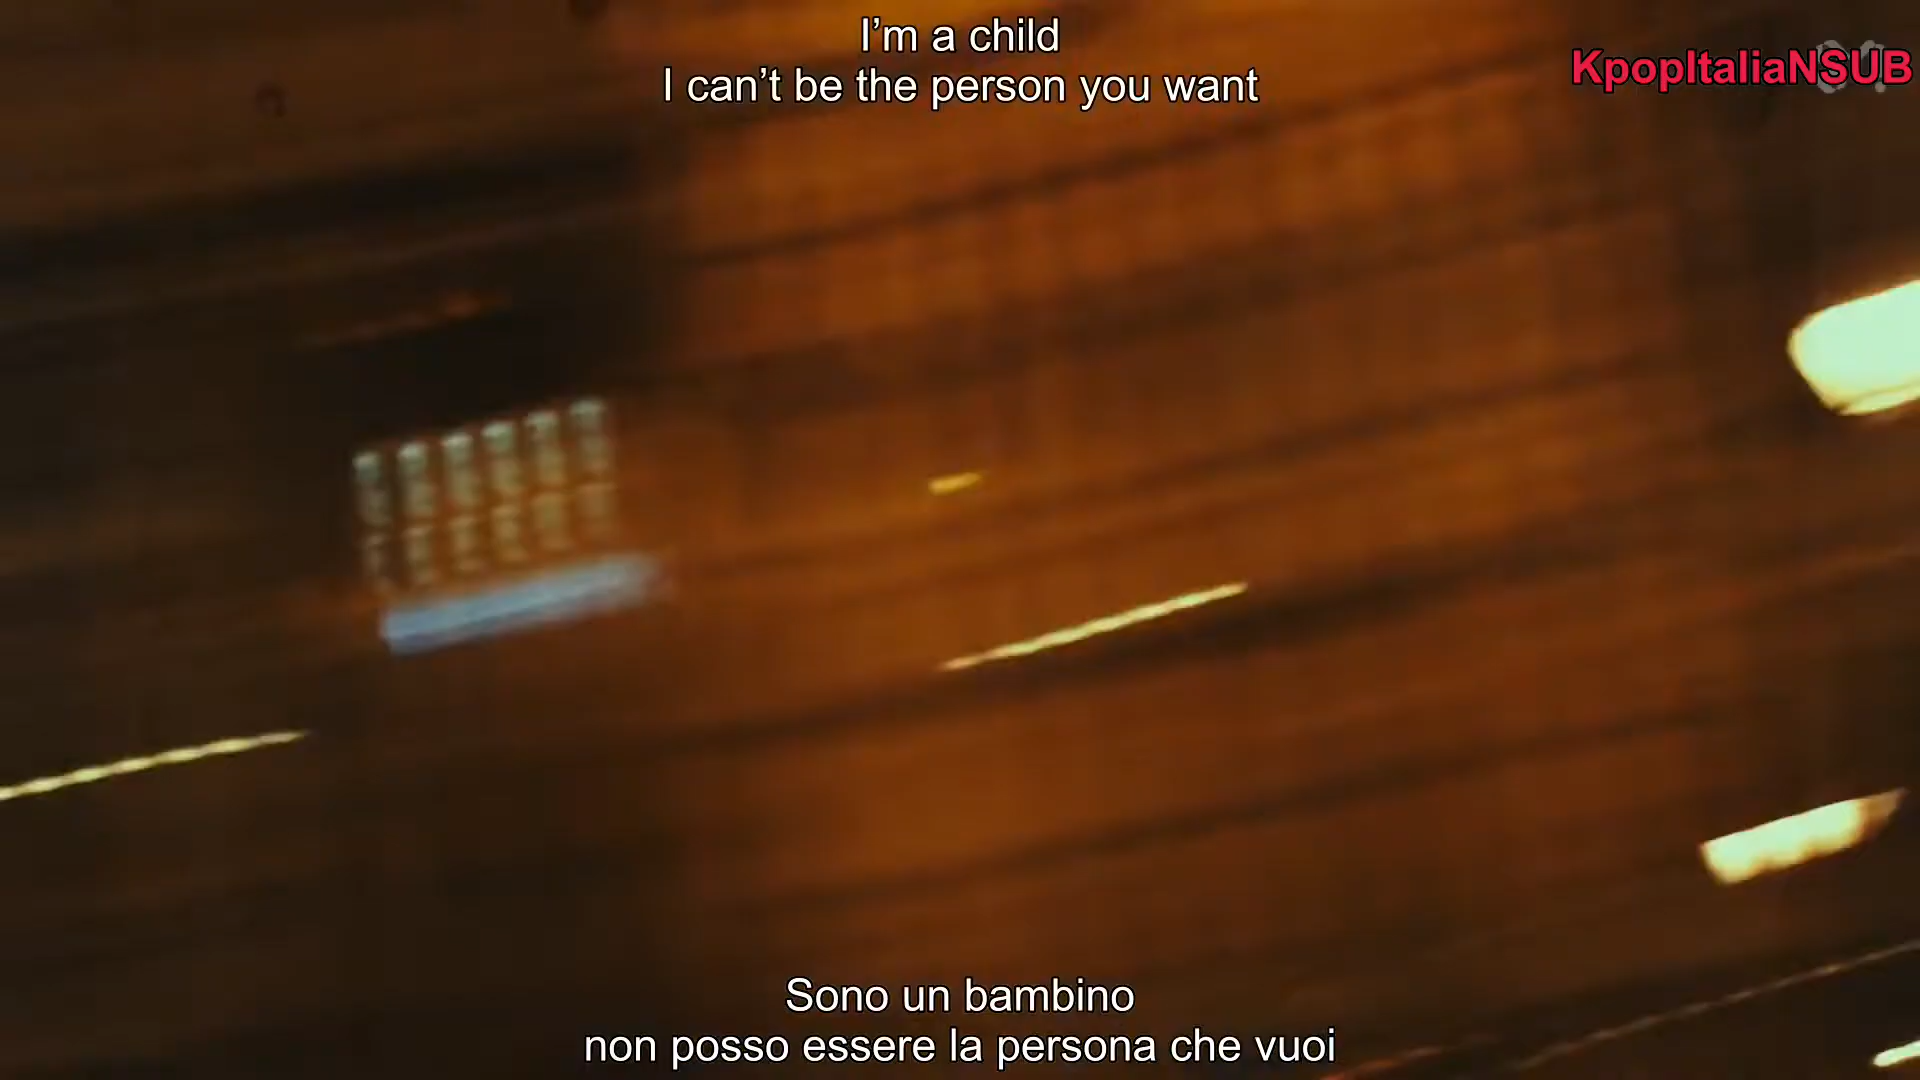 I’m a child
I can’t be the person you want
KpopItaliaNSUB
Sono un bambino
non posso essere la persona che vuoi